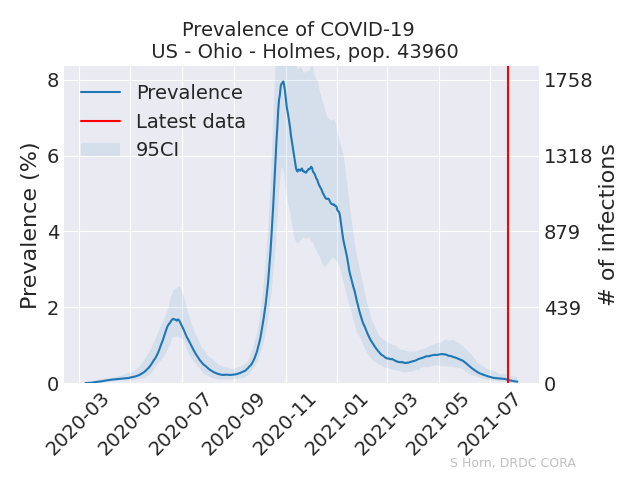 Prevalence of COVID-19
US - Ohio - Holmes, pop. 43960
Prevalence
Latest data
95CI
Prevalence (%)
8
6
4
2
0
1758
1318
879
439
0
# of infections
2020-03
2020-05
2020-07
2020-09
2020-11
2021-01
2021-03
2021-05
2021-07
S Horn, DRDC CORA